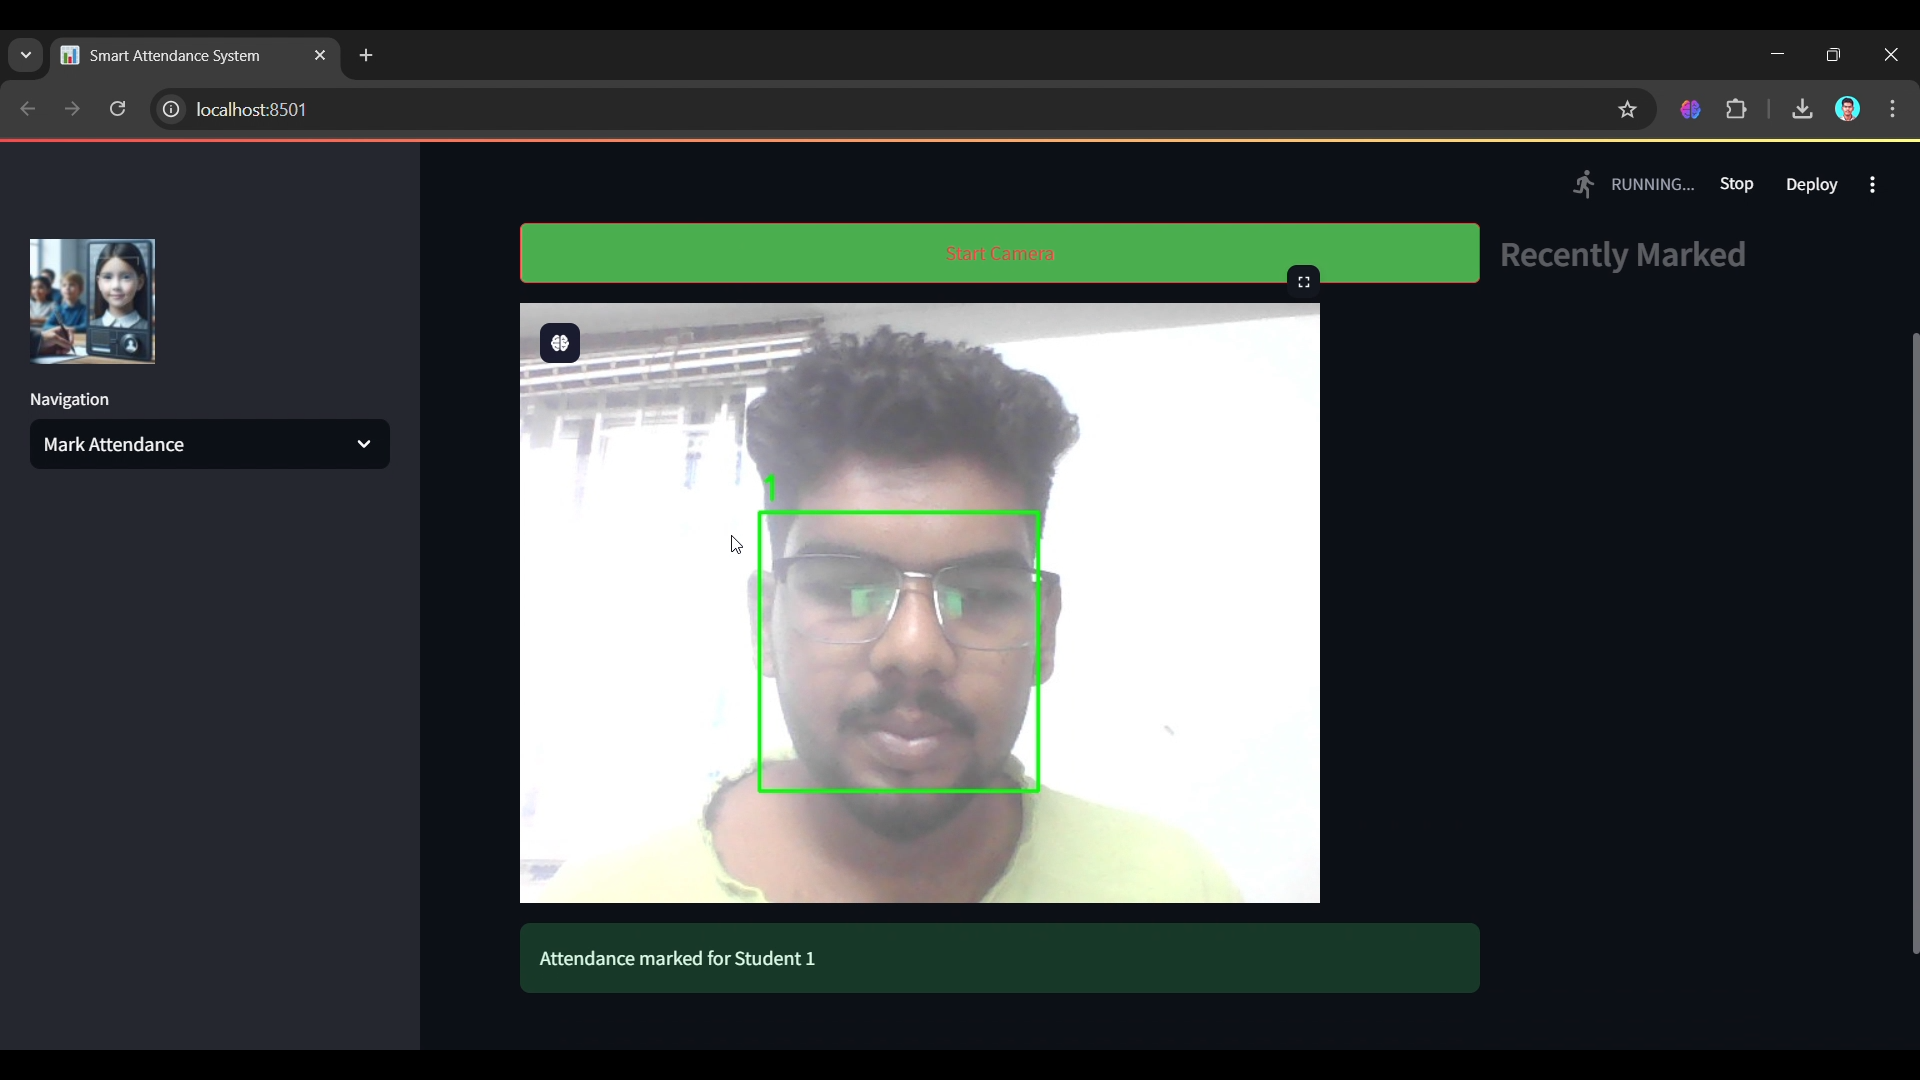 Smart Attendance System
localhost:8501
RUNNING...
Stop
Deploy
Start Camera
Recently Marked
Navigation
Mark Attendance
1
Attendance marked for Student 1